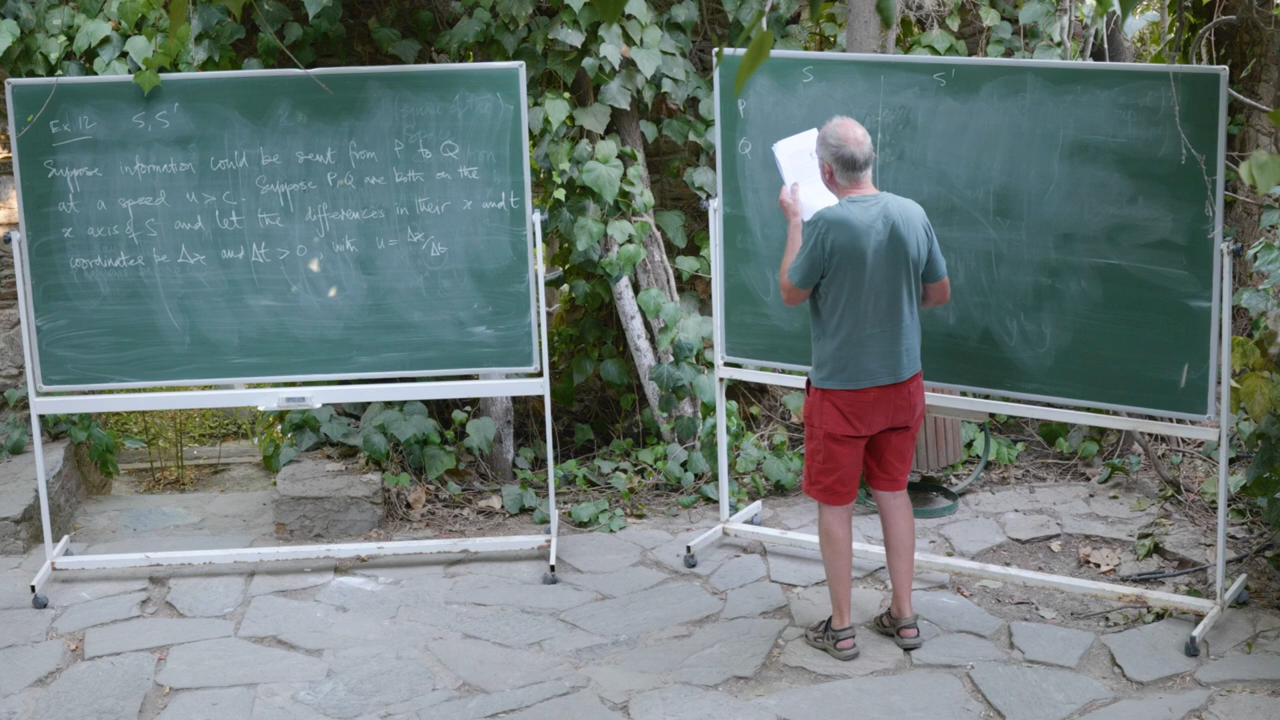 Ex 12 S, S'
Suppose information could be sent from P to Q
at a speed u > c. Suppose P, Q are both on the
x axis of S and let the differences in their x and t
coordinates be Δx and Δt > 0, with u = Δx/Δt
S S'
P
Q